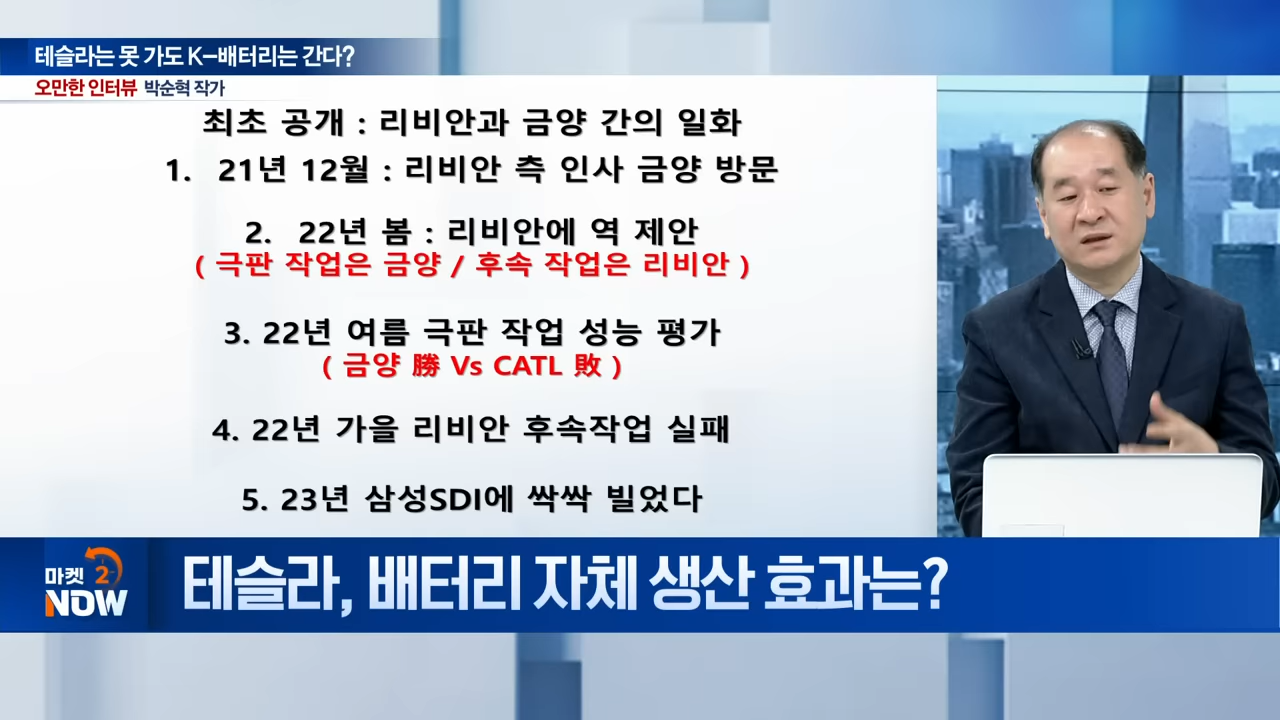 테슬라는 못 가도 K-배터리는 간다?
오만한 인터뷰 박순혁 작가
최초 공개 : 리비안과 금양 간의 일화
1. 21년 12월 : 리비안 측 인사 금양 방문
2. 22년 봄 : 리비안에 역 제안
( 극판 작업은 금양 / 후속 작업은 리비안 )
3. 22년 여름 극판 작업 성능 평가
( 금양 勝 Vs CATL 敗 )
4. 22년 가을 리비안 후속작업 실패
5. 23년 삼성SDI에 싹싹 빌었다
마켓 2
NOW
테슬라, 배터리 자체 생산 효과는?